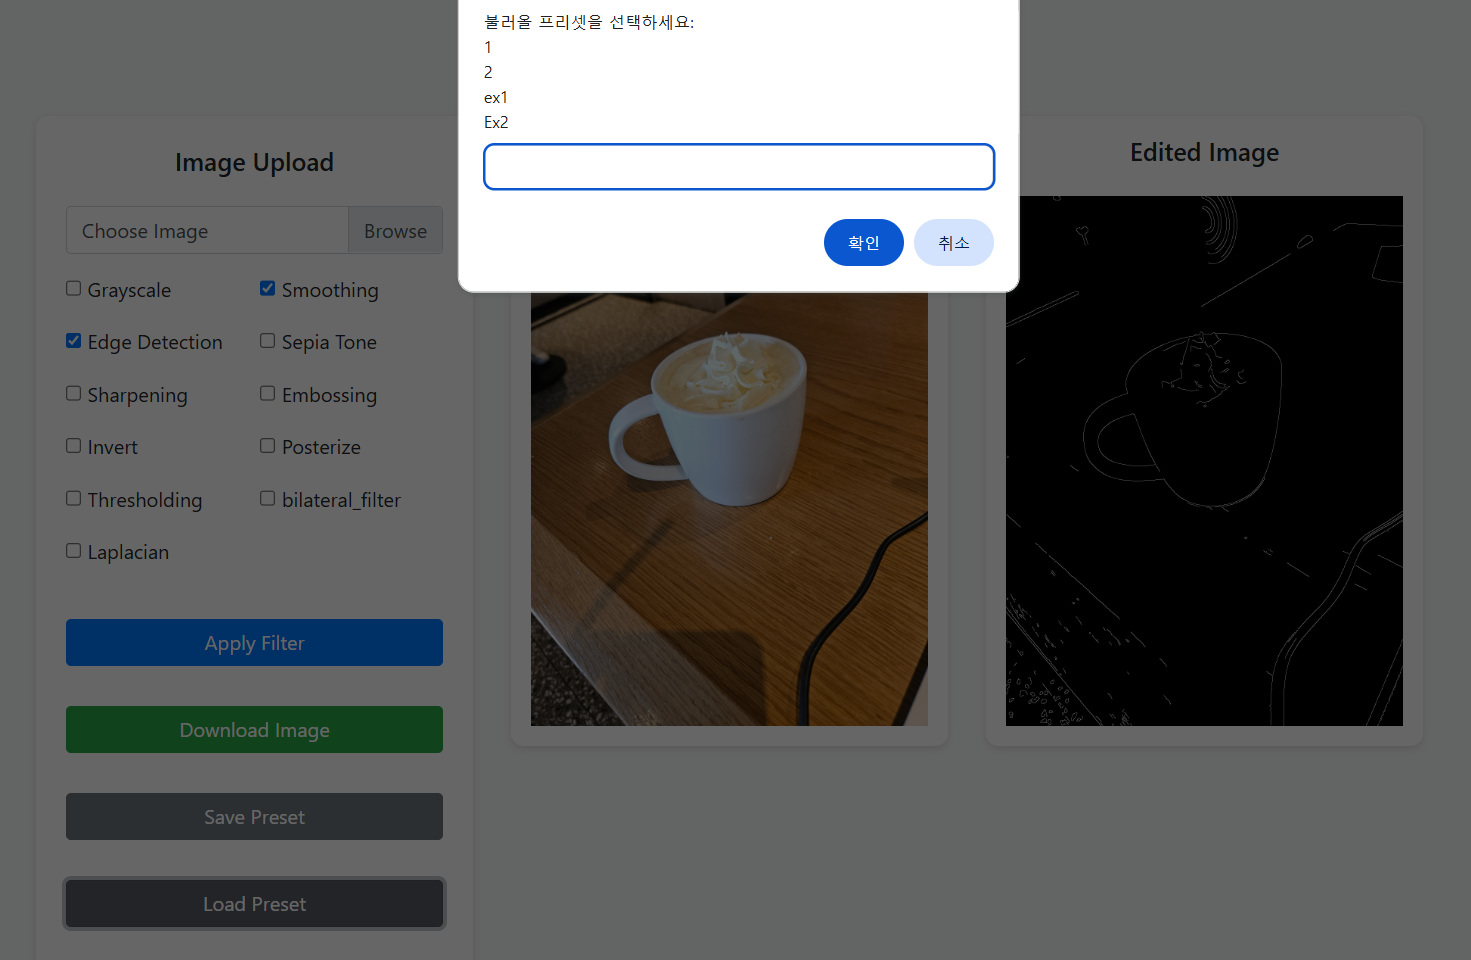 불러올 프리셋을 선택하세요:
1
2
ex1
Ex2
확인 취소
Image Upload
Choose Image Browse
Grayscale Smoothing
Edge Detection Sepia Tone
Sharpening Embossing
Invert Posterize
Thresholding bilateral_filter
Laplacian
Apply Filter
Download Image
Save Preset
Load Preset
Edited Image